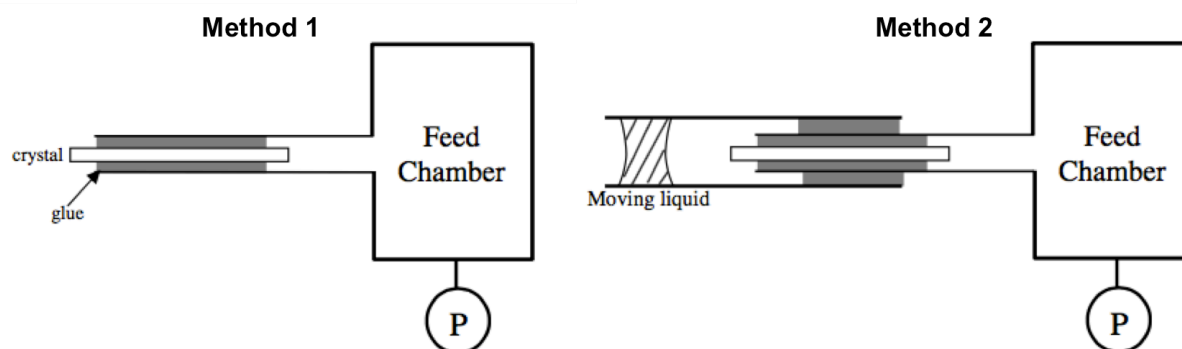 Method 1
Feed
Chamber
crystal
glue
P
Method 2
Feed
Chamber
Moving liquid
P